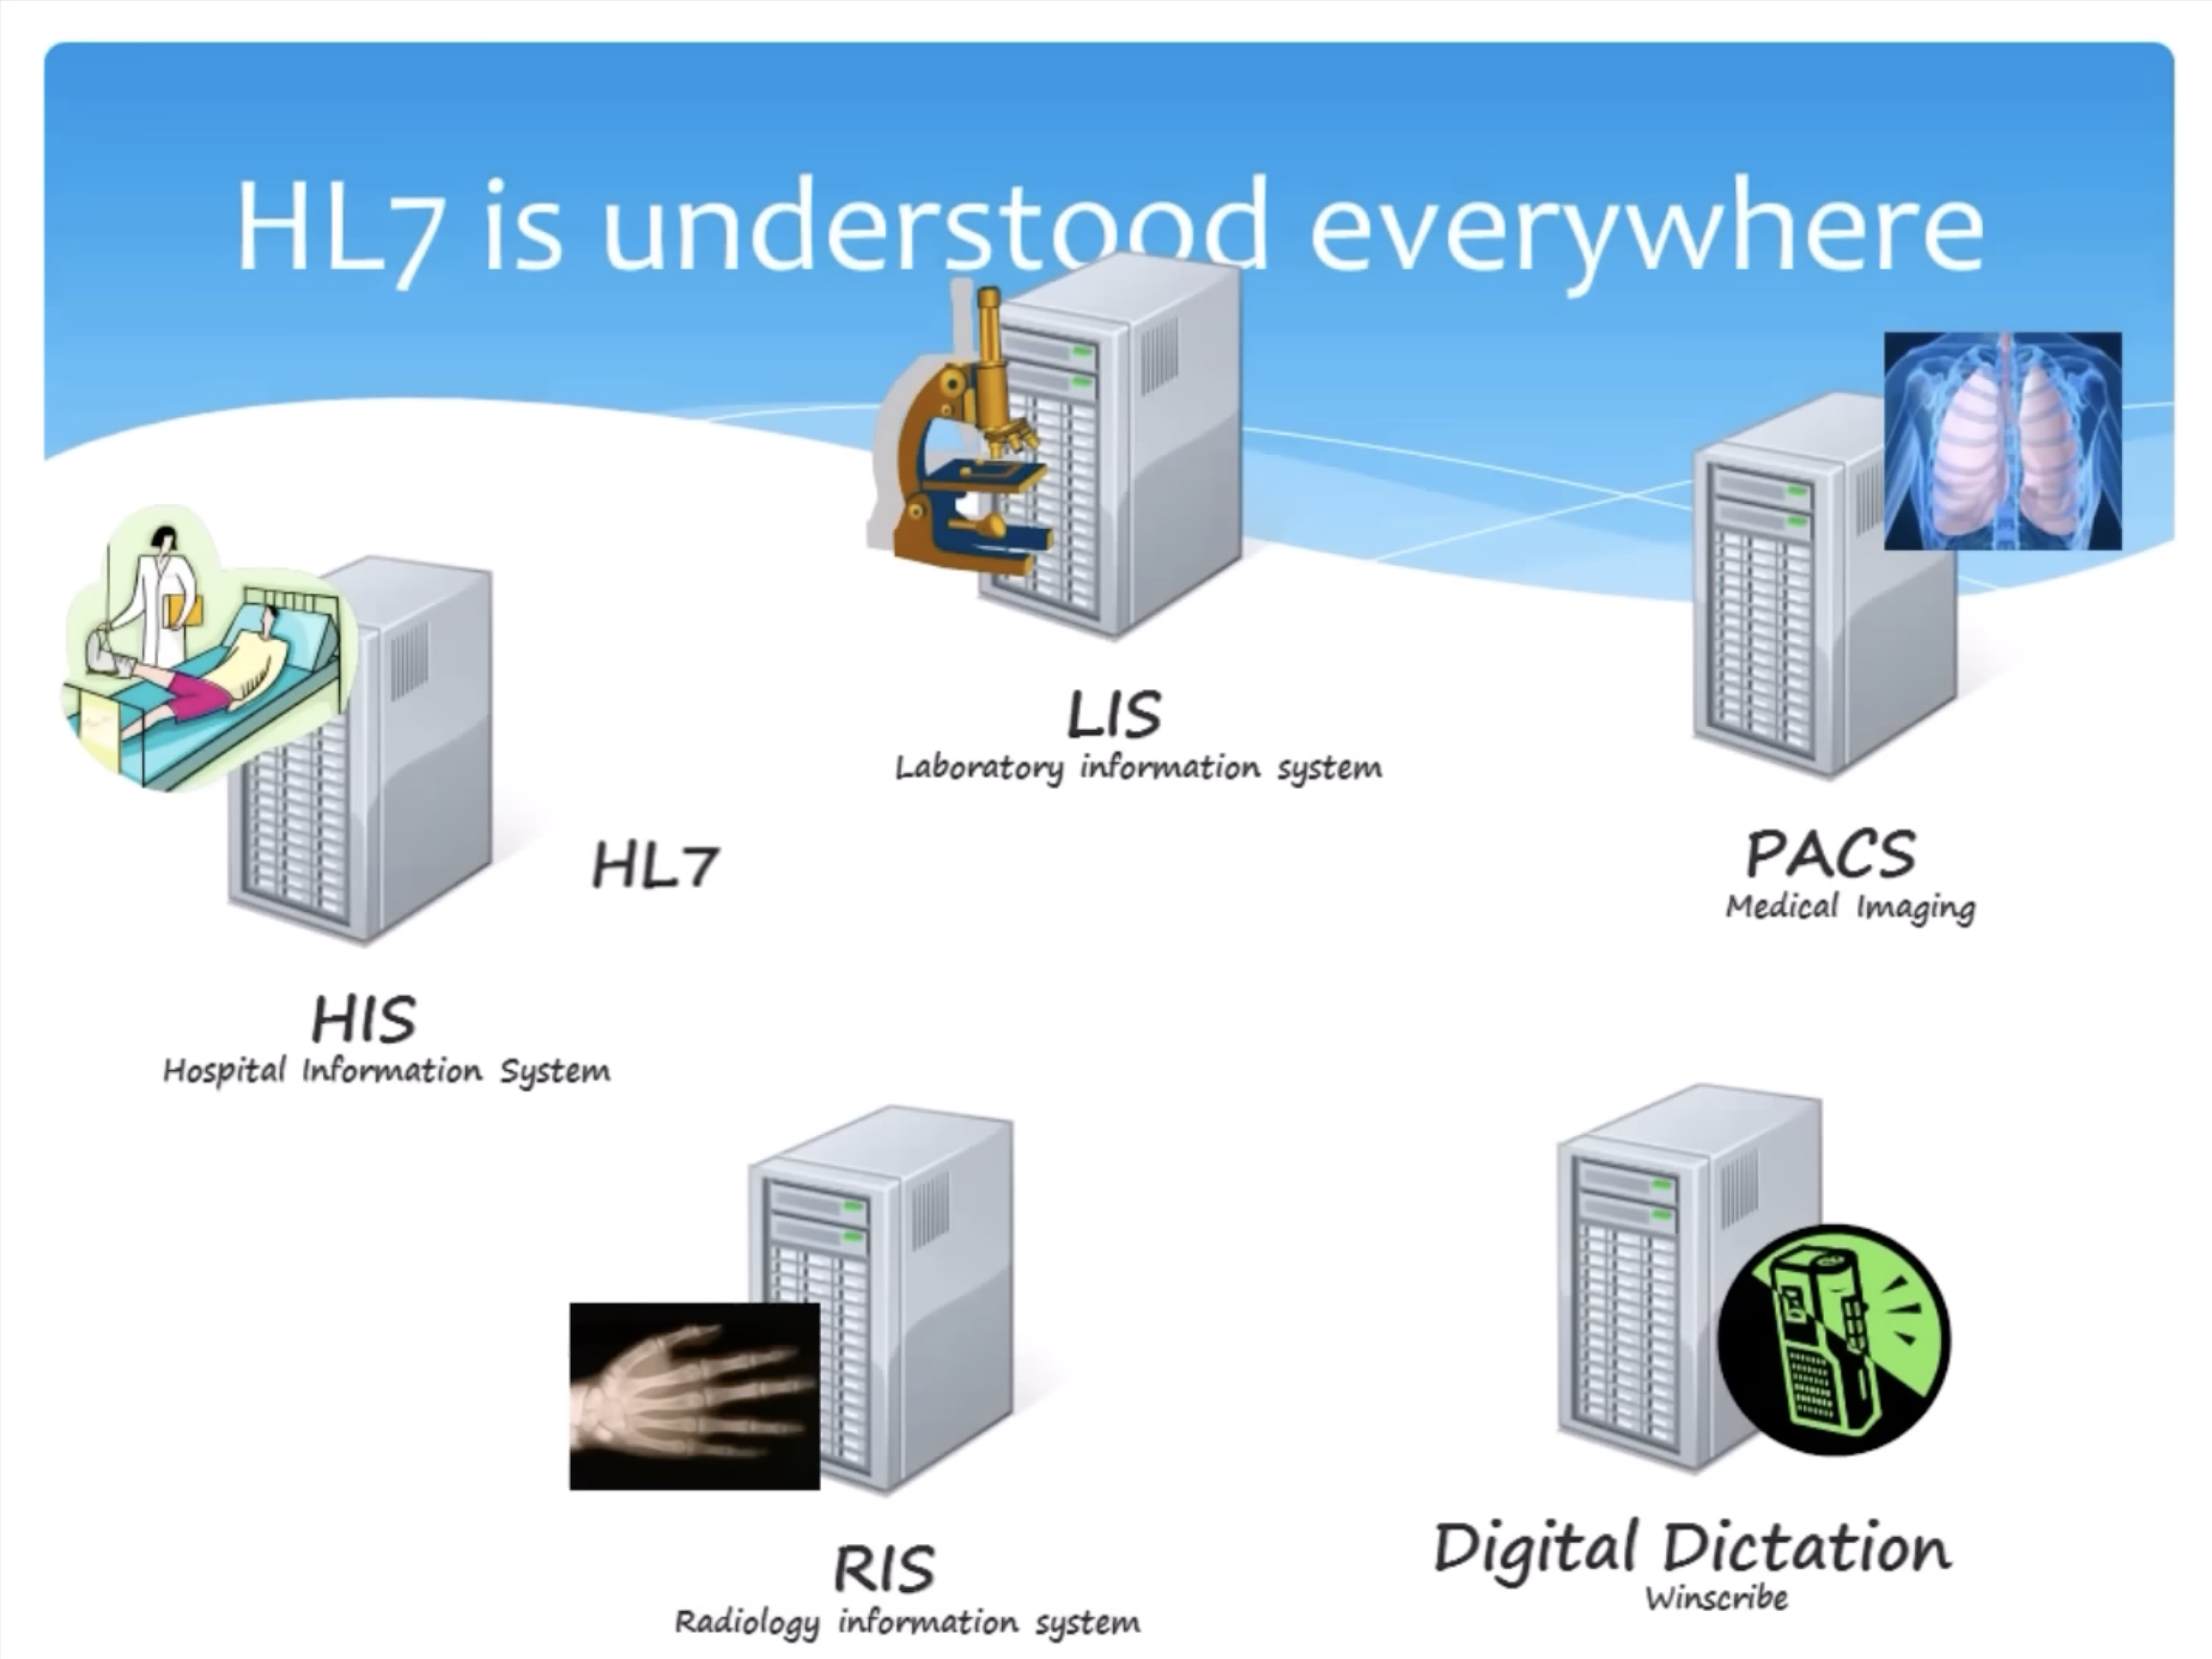 HL7 is understood everywhere
LIS
Laboratory information system
HL7
PACS
Medical Imaging
HIS
Hospital Information System
RIS
Radiology information system
Digital Dictation
Winscribe